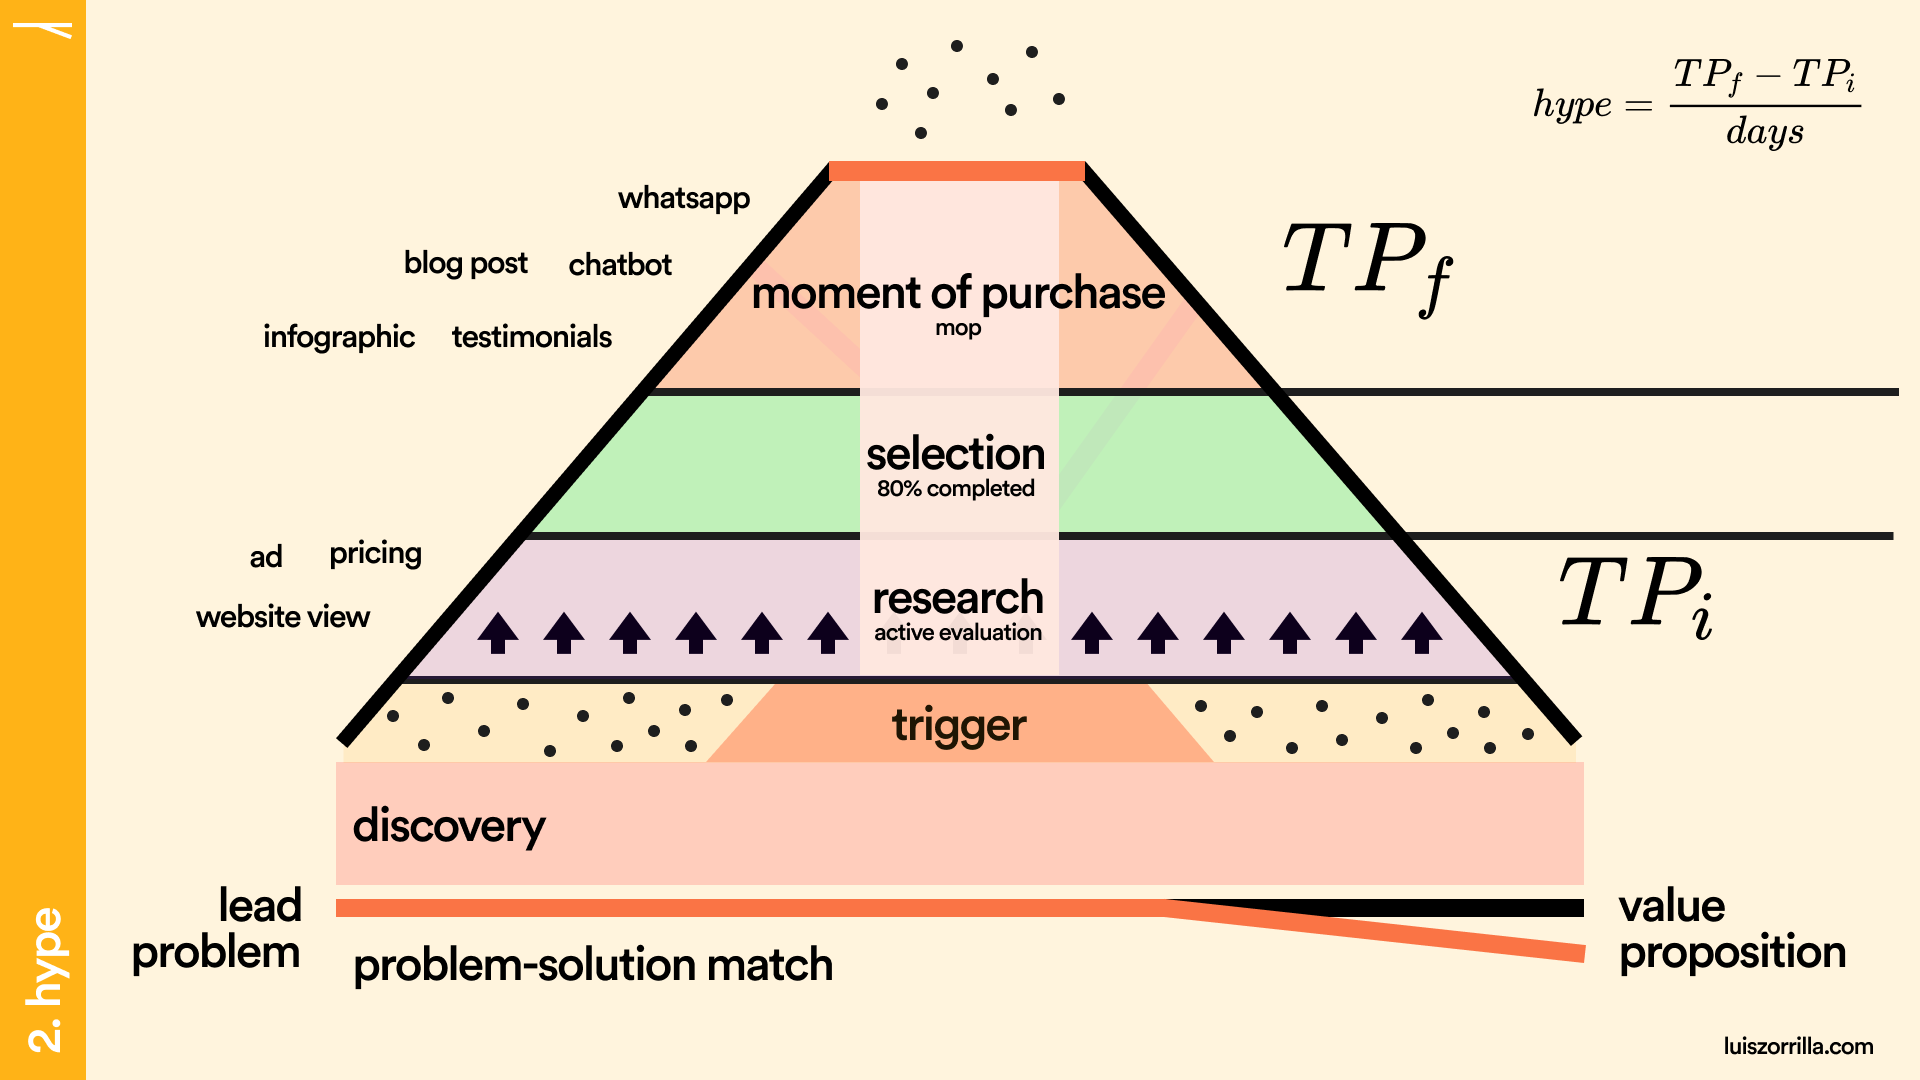 hype = TP_f − TP_i / days
whatsapp
blog post chatbot
infographic testimonials
moment of purchase
mop
TP_f
selection
80% completed
ad pricing
website view
research
active evaluation
TP_i
trigger
discovery
lead
problem
problem-solution match
value
proposition
2. hype
luiszorrilla.com